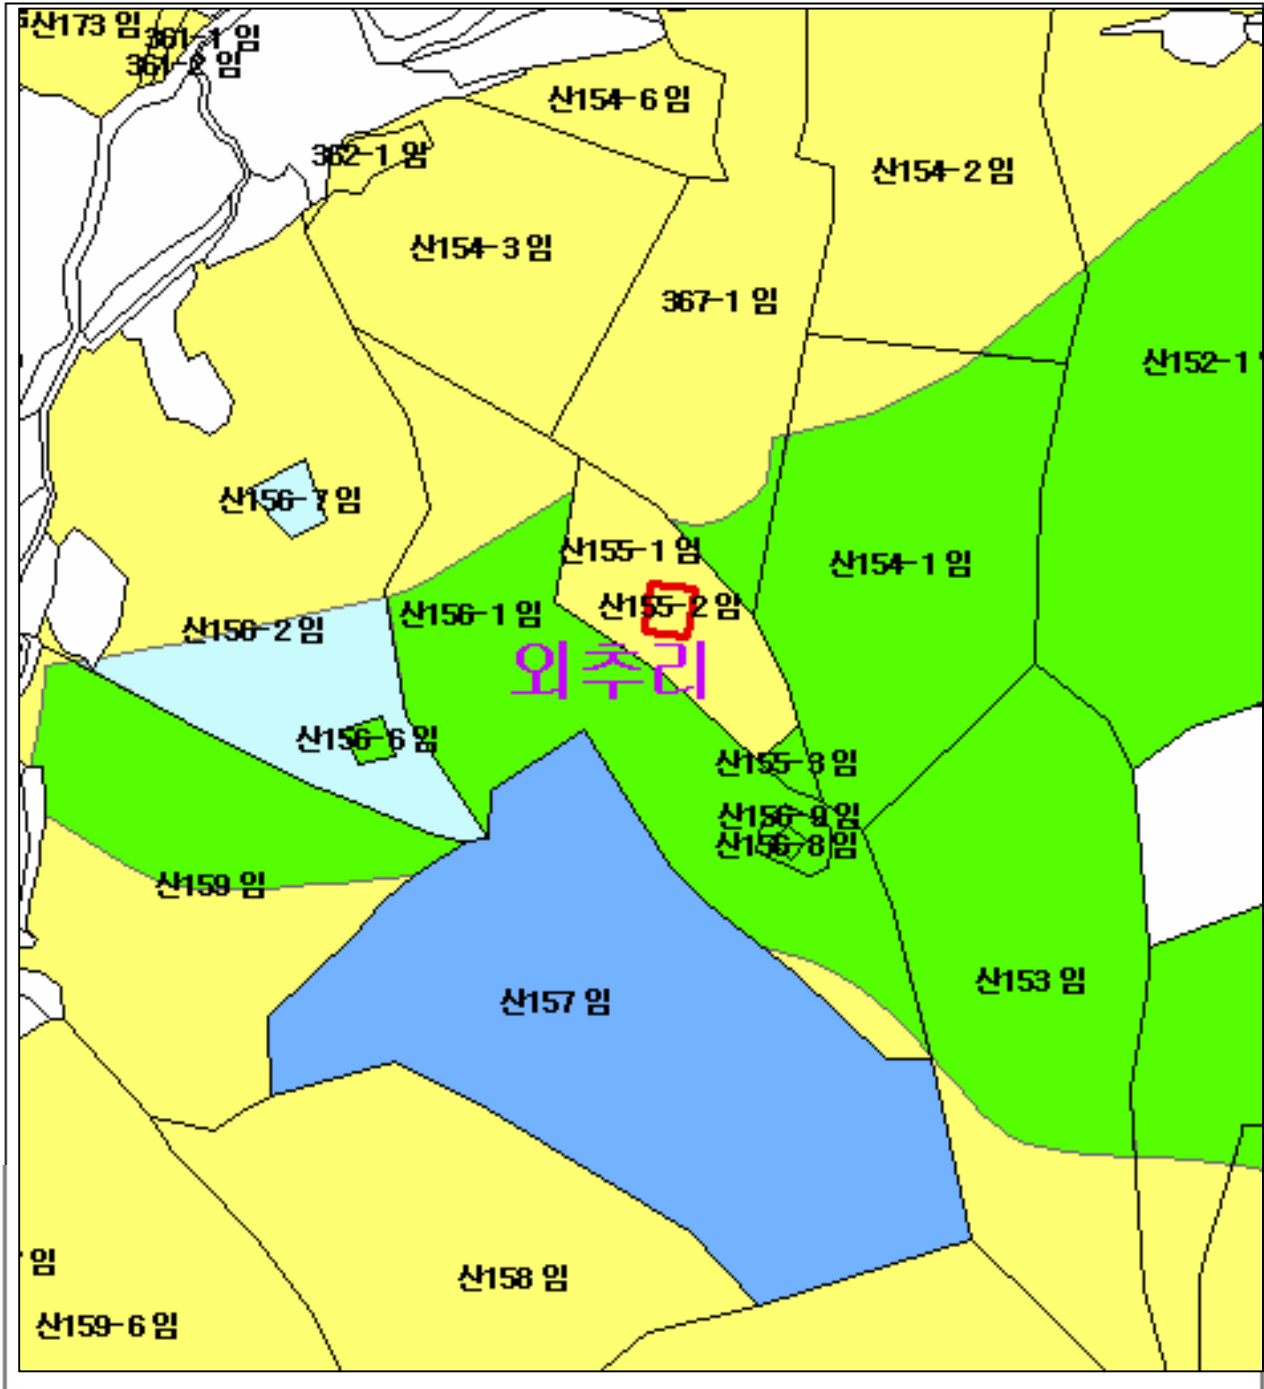 산173 임
361-1 임
361-2 임
산154-6 임
362-1 임
산154-2 임
산154-3 임
367-1 임
산152-1
산156-7 임
산155-1 임
산154-1 임
산155-2 임
산156-1 임
산156-2 임
외추리
산156-6 임
산155-3 임
산156-9 임
산156-8 임
산159 임
산153 임
산157 임
임
산158 임
산159-6 임